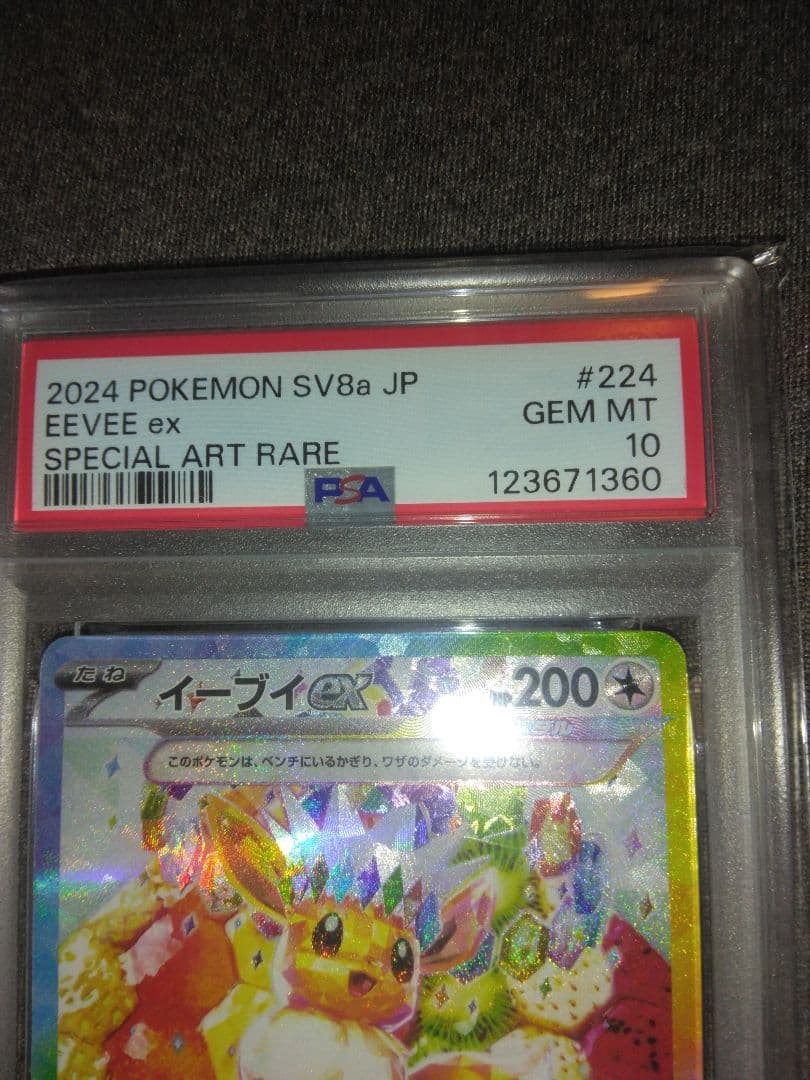 2024 POKEMON SV8a JP #224
EEVEE ex GEM MT
SPECIAL ART RARE 10
PSA 123671360
たね イーブイex HP200
このポケモンは、ベンチにいるかぎり、ワザのダメージを受けない。